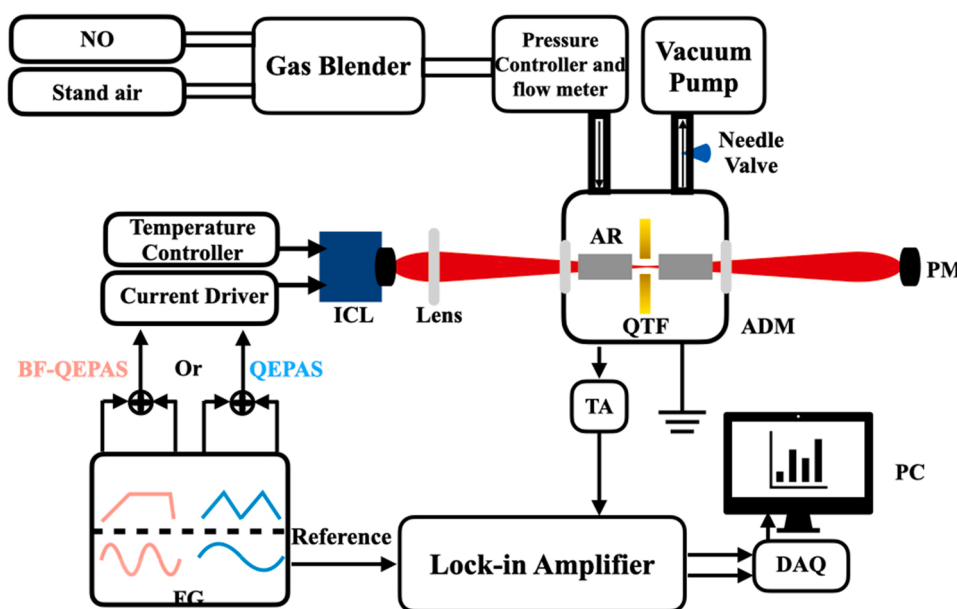 NO
Stand air
Gas Blender
Pressure
Controller and
flow meter
Vacuum
Pump
Needle
Valve
Temperature
Controller
Current Driver
ICL
Lens
AR
QTF
ADM
PM
BF-QEPAS
Or
QEPAS
TA
PC
Reference
Lock-in Amplifier
DAQ
FG